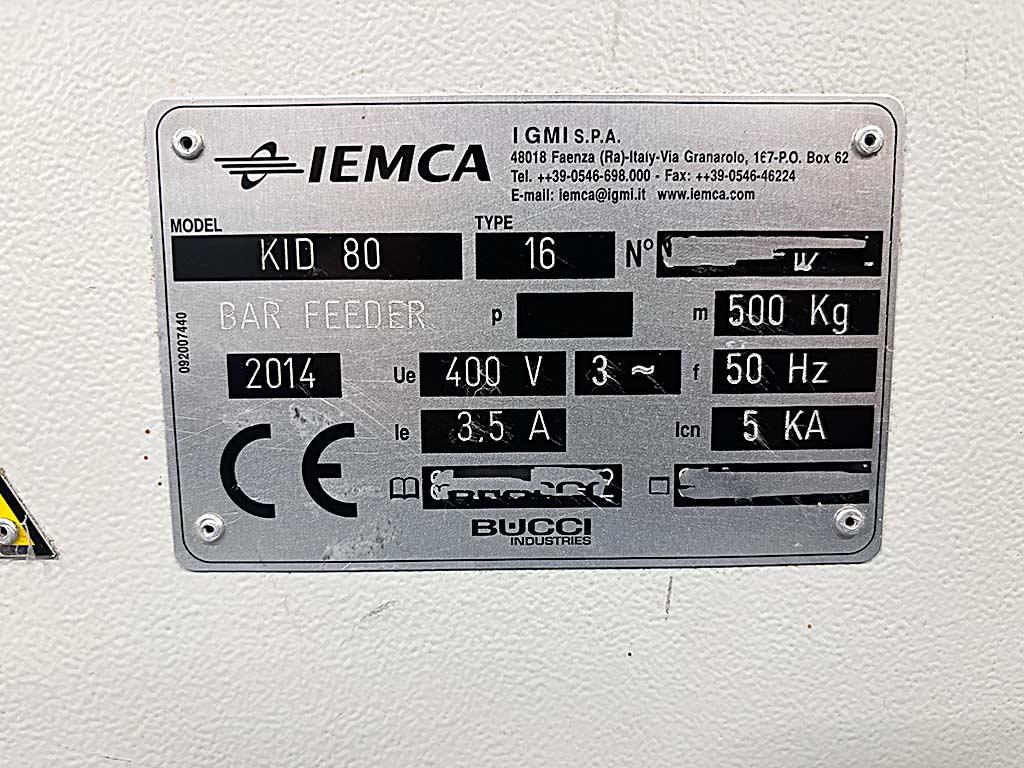 IEMCA
IGMI S.P.A.
48018 Faenza (Ra)-Italy-Via Granarolo, 167-P.O. Box 62
Tel. ++39-0546-698.000 - Fax: ++39-0546-46224
E-mail: iemca@igmi.it www.iemca.com
MODEL TYPE
KID 80 16 N°
BAR FEEDER p m 500 Kg
092007440
2014 Ue 400 V 3 ~ f 50 Hz
Ie 3.5 A Icn 5 KA
CE
BUCCI
INDUSTRIES